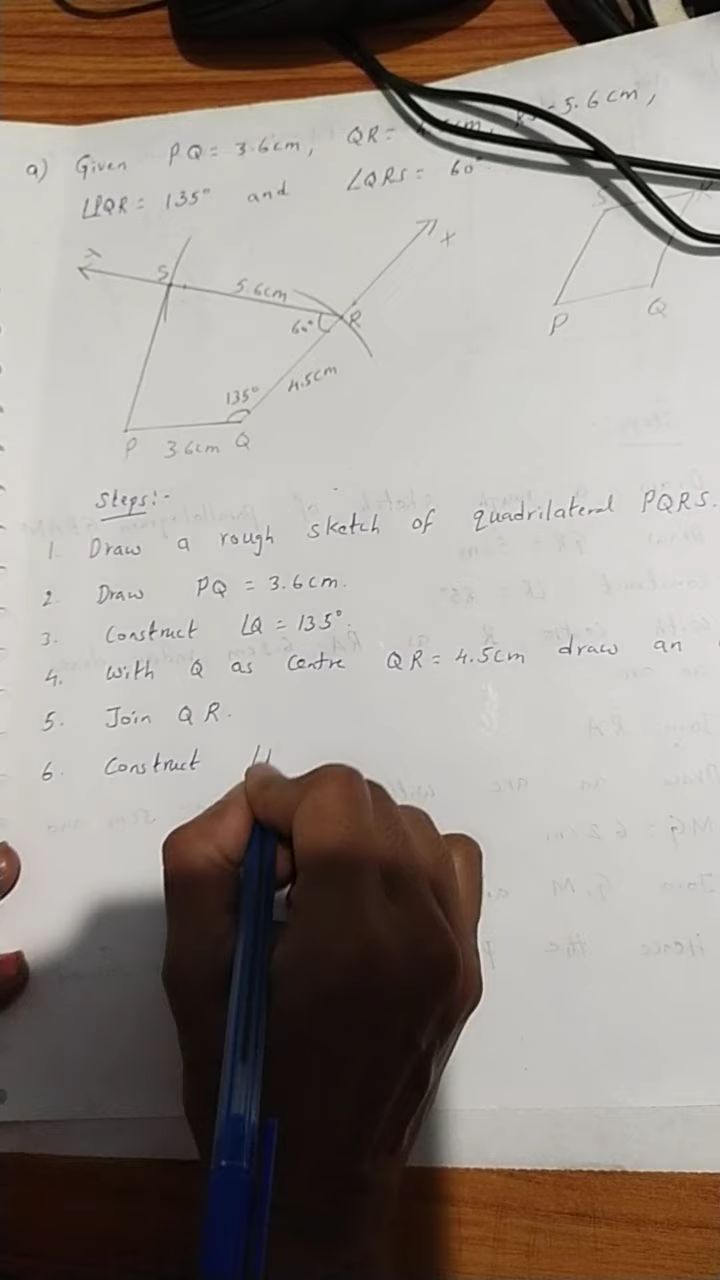 a) Given PQ = 3.6cm, QR = 5.6cm,
∠PQR = 135° and ∠QRS = 60°
S
5.6cm
X
60°
R
135°
4.5cm
P
3.6cm
Q
S
P
Q
Steps:-
1. Draw a rough sketch of quadrilateral PQRS.
2. Draw PQ = 3.6cm.
3. Construct ∠Q = 135°.
4. With Q as centre QR = 4.5cm draw an
5. Join QR.
6. Construct